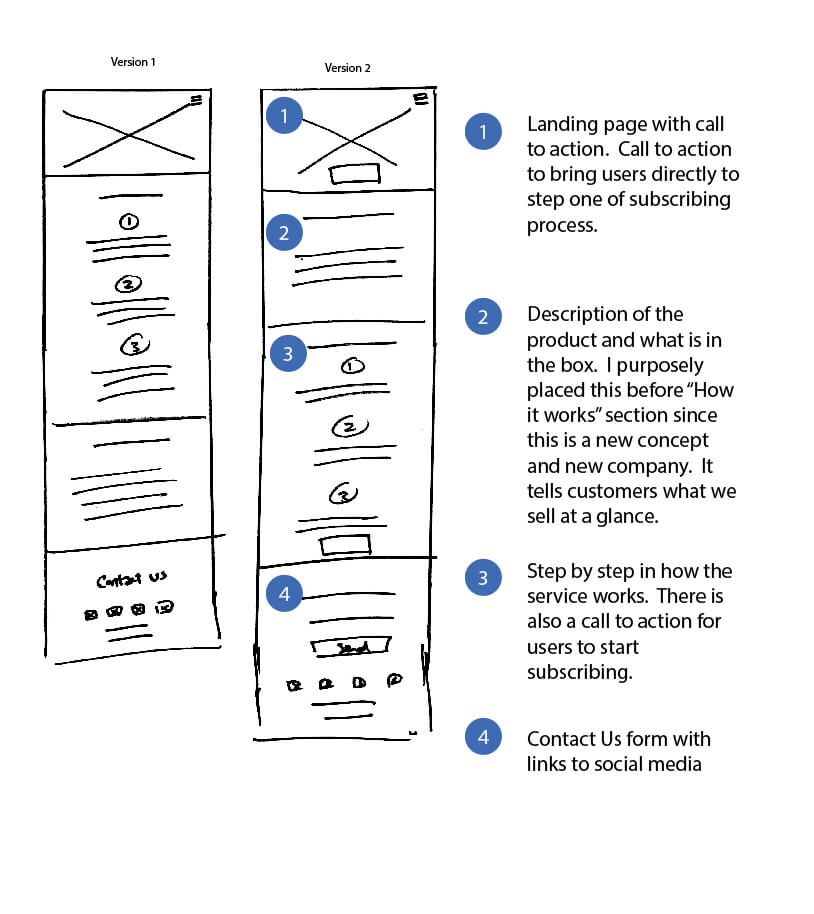 Version 1
Version 2
1
2
3
Contact us
1
2
3
1
2
2
4
Send
1
Landing page with call
to action.  Call to action
to bring users directly to
step one of subscribing
process.
2
Description of the
product and what is in
the box.  I purposely
placed this before “How
it works” section since
this is a new concept
and new company.  It
tells customers what we
sell at a glance.
3
Step by step in how the
service works.  There is
also a call to action for
users to start
subscribing.
4
Contact Us form with
links to social media